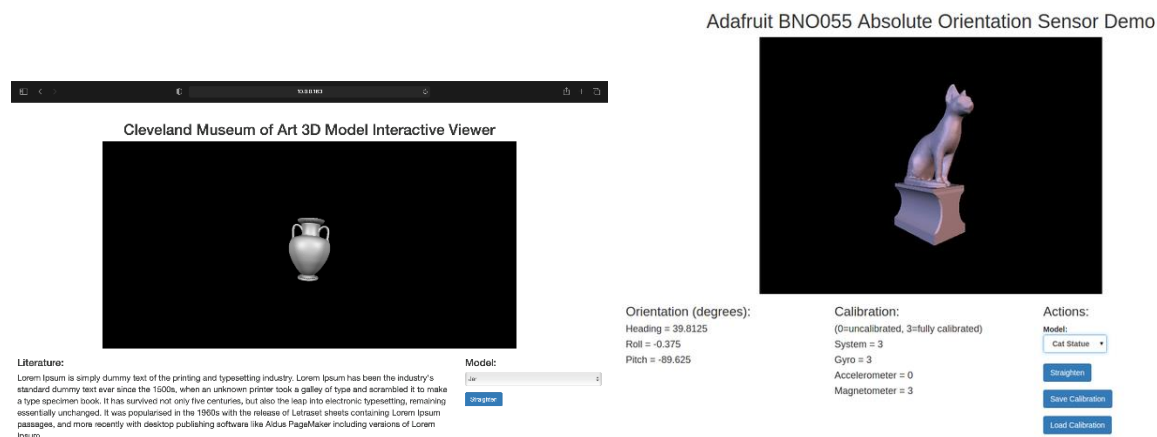 10.0.0.163
Cleveland Museum of Art 3D Model Interactive Viewer
Literature:
Lorem Ipsum is simply dummy text of the printing and typesetting industry. Lorem Ipsum has been the industry's
standard dummy text ever since the 1500s, when an unknown printer took a galley of type and scrambled it to make
a type specimen book. It has survived not only five centuries, but also the leap into electronic typesetting, remaining
essentially unchanged. It was popularised in the 1960s with the release of Letraset sheets containing Lorem Ipsum
passages, and more recently with desktop publishing software like Aldus PageMaker including versions of Lorem
Ipsum.
Model:
Jar
Straighten
Adafruit BNO055 Absolute Orientation Sensor Demo
Orientation (degrees):
Heading = 39.8125
Roll = -0.375
Pitch = -89.625
Calibration:
(0=uncalibrated, 3=fully calibrated)
System = 3
Gyro = 3
Accelerometer = 0
Magnetometer = 3
Actions:
Model:
Cat Statue
Straighten
Save Calibration
Load Calibration